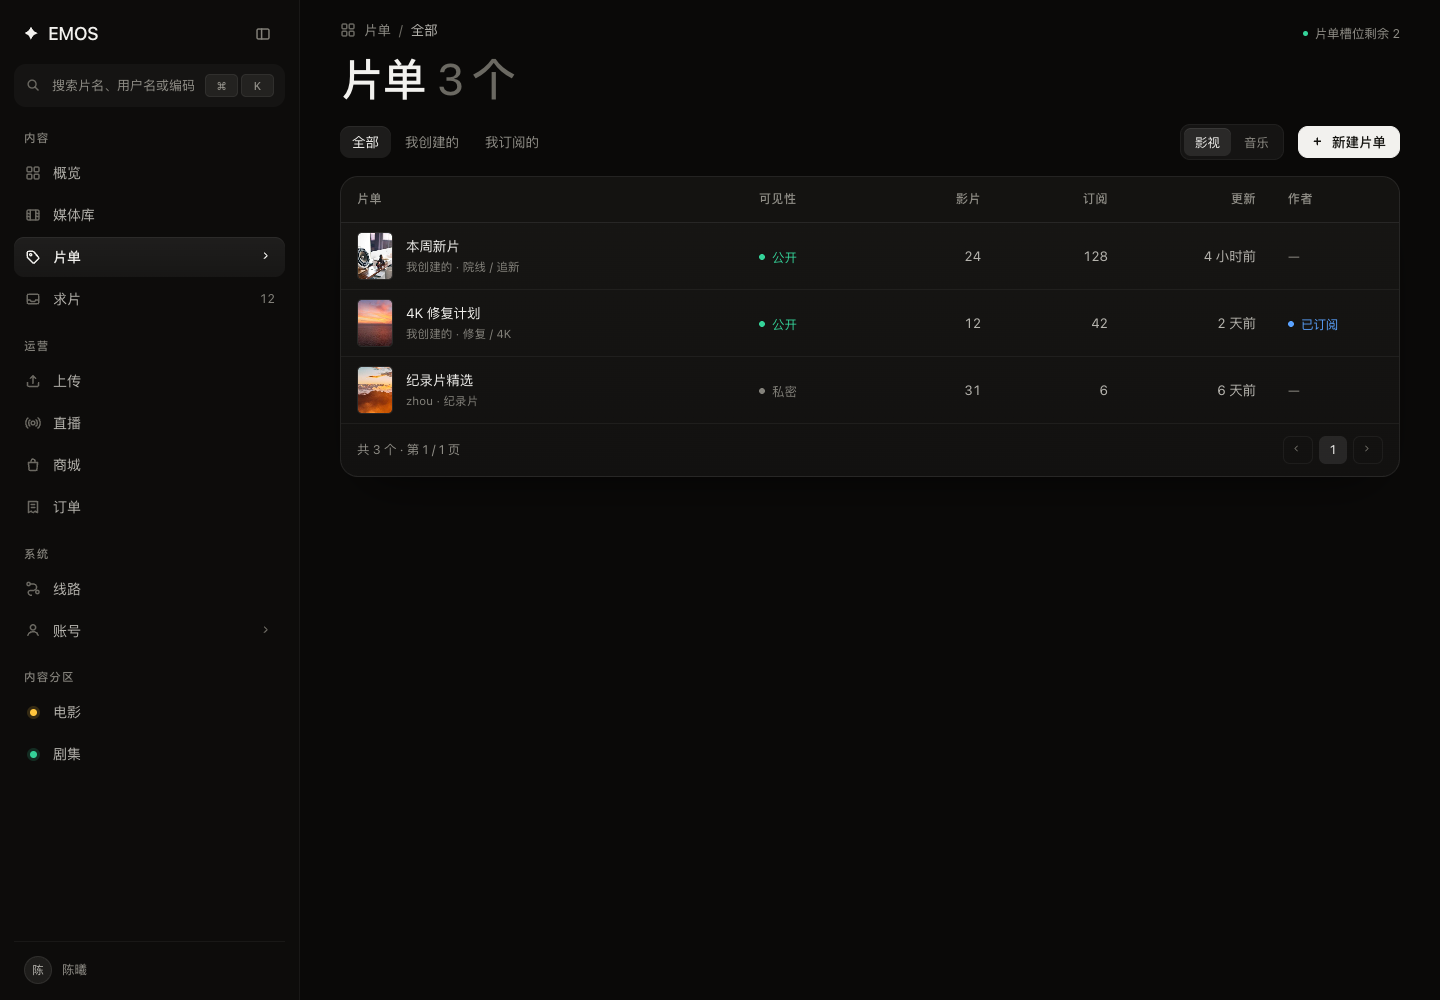 EMOS
搜索片名、用户名或编码 ⌘ K
内容
概览
媒体库
片单
求片 12
运营
上传
直播
商城
订单
系统
线路
账号
内容分区
电影
剧集
陈 陈曦
片单 / 全部
片单槽位剩余 2
片单 3 个
全部 我创建的 我订阅的
影视 音乐
+ 新建片单
片单 可见性 影片 订阅 更新 作者
本周新片
我创建的 · 院线 / 追新
公开 24 128 4 小时前 —
4K 修复计划
我创建的 · 修复 / 4K
公开 12 42 2 天前 已订阅
纪录片精选
zhou · 纪录片
私密 31 6 6 天前 —
共 3 个 · 第 1 / 1 页
1